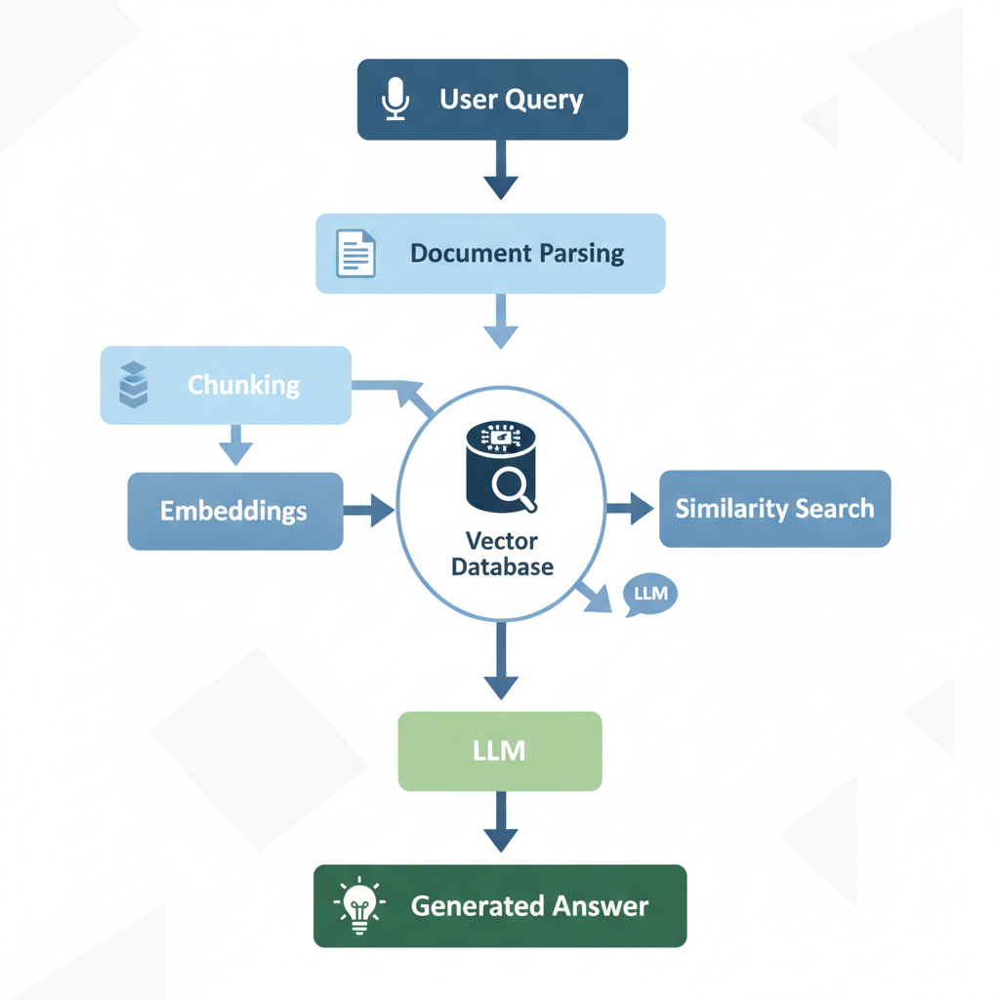 User Query
Document Parsing
Chunking
Embeddings
Vector
Database
Similarity Search
LLM
LLM
Generated Answer